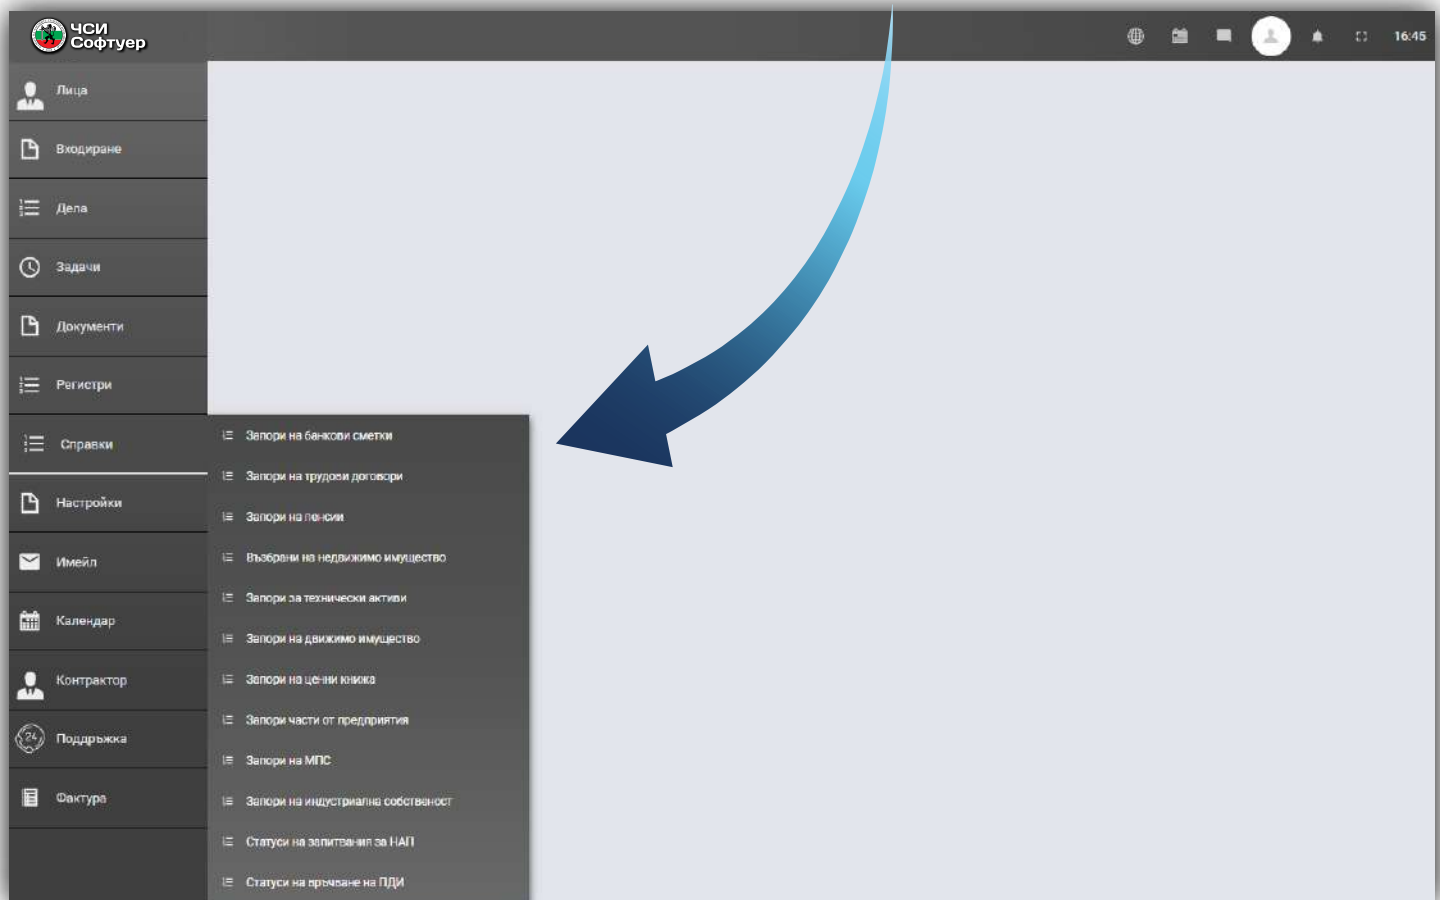 ЧСИ
Софтуер
16:45
Лица
Входиране
Дела
Задачи
Документи
Регистри
Справки
Настройки
Имейл
Календар
Контрактор
24
Поддръжка
Фактура
Запори на банкови сметки
Запори на трудови договори
Запори на пенсии
Възбрани на недвижимо имущество
Запори за технически активи
Запори на движимо имущество
Запори на ценни книжа
Запори части от предприятия
Запори на МПС
Запори на индустриална собственост
Статуси на запитвания за НАП
Статуси на връчване на ПДИ